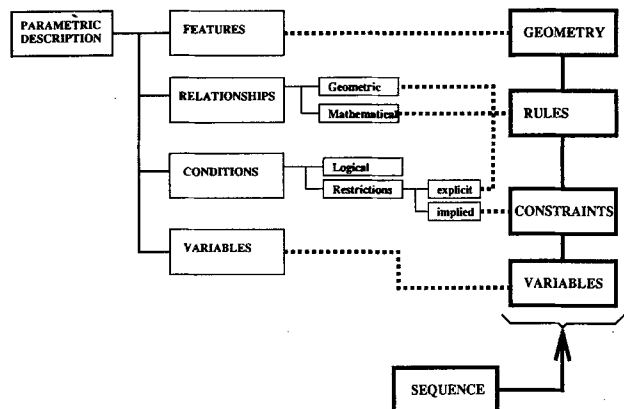 PARAMETRIC
DESCRIPTION
FEATURES
GEOMETRY
RELATIONSHIPS
Geometric
Mathematical
RULES
CONDITIONS
Logical
Restrictions
explicit
implied
CONSTRAINTS
VARIABLES
VARIABLES
SEQUENCE